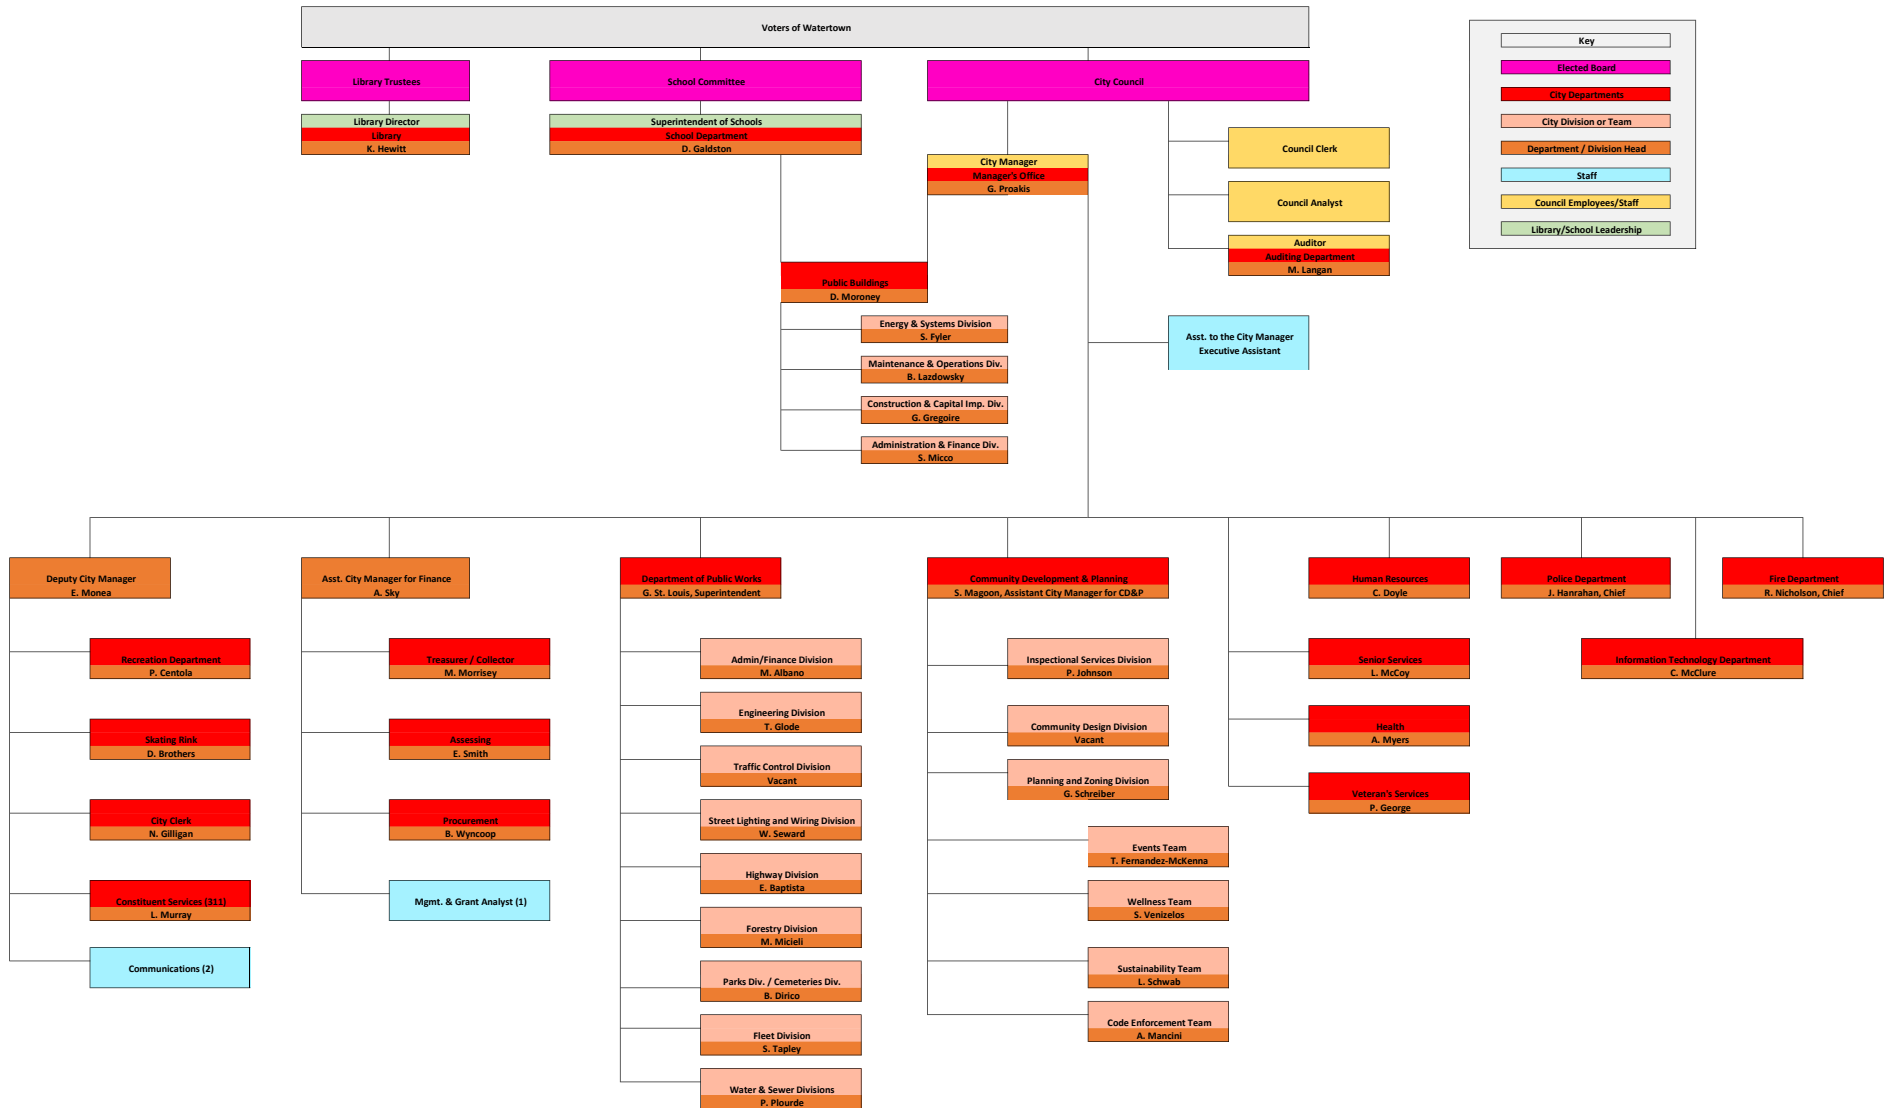 Voters of Watertown
Key
Elected Board
City Departments
City Division or Team
Department / Division Head
Staff
Council Employees/Staff
Library/School Leadership
Library Trustees
School Committee
City Council
Library Director
Library
K. Hewitt
Superintendent of Schools
School Department
D. Galdston
City Manager
Manager's Office
G. Proakis
Council Clerk
Council Analyst
Auditor
Auditing Department
M. Langan
Public Buildings
D. Moroney
Energy & Systems Division
S. Fyler
Maintenance & Operations Div.
B. Lazdowsky
Construction & Capital Imp. Div.
G. Gregoire
Administration & Finance Div.
S. Micco
Asst. to the City Manager
Executive Assistant
Deputy City Manager
E. Monea
Recreation Department
P. Centola
Skating Rink
D. Brothers
City Clerk
N. Gilligan
Constituent Services (311)
L. Murray
Communications (2)
Asst. City Manager for Finance
A. Sky
Treasurer / Collector
M. Morrisey
Assessing
E. Smith
Procurement
B. Wyncoop
Mgmt. & Grant Analyst (1)
Department of Public Works
G. St. Louis, Superintendent
Admin/Finance Division
M. Albano
Engineering Division
T. Glode
Traffic Control Division
Vacant
Street Lighting and Wiring Division
W. Seward
Highway Division
E. Baptista
Forestry Division
M. Micieli
Parks Div. / Cemeteries Div.
B. Dirico
Fleet Division
S. Tapley
Water & Sewer Divisions
P. Plourde
Community Development & Planning
S. Magoon, Assistant City Manager for CD&P
Inspectional Services Division
P. Johnson
Community Design Division
Vacant
Planning and Zoning Division
G. Schreiber
Events Team
T. Fernandez-McKenna
Wellness Team
S. Venizelos
Sustainability Team
L. Schwab
Code Enforcement Team
A. Mancini
Human Resources
C. Doyle
Senior Services
L. McCoy
Health
A. Myers
Veteran's Services
P. George
Police Department
J. Hanrahan, Chief
Information Technology Department
C. McClure
Fire Department
R. Nicholson, Chief